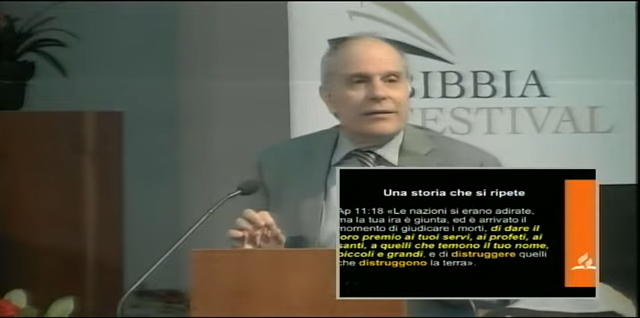 BIBBIA
FESTIVAL
Una storia che si ripete
Ap 11:18 «Le nazioni si erano adirate,
ma la tua ira è giunta, ed è arrivato il
momento di giudicare i morti, di dare il
loro premio ai tuoi servi, ai profeti, ai
santi, a quelli che temono il tuo nome,
piccoli e grandi, e di distruggere quelli
che distruggono la terra».